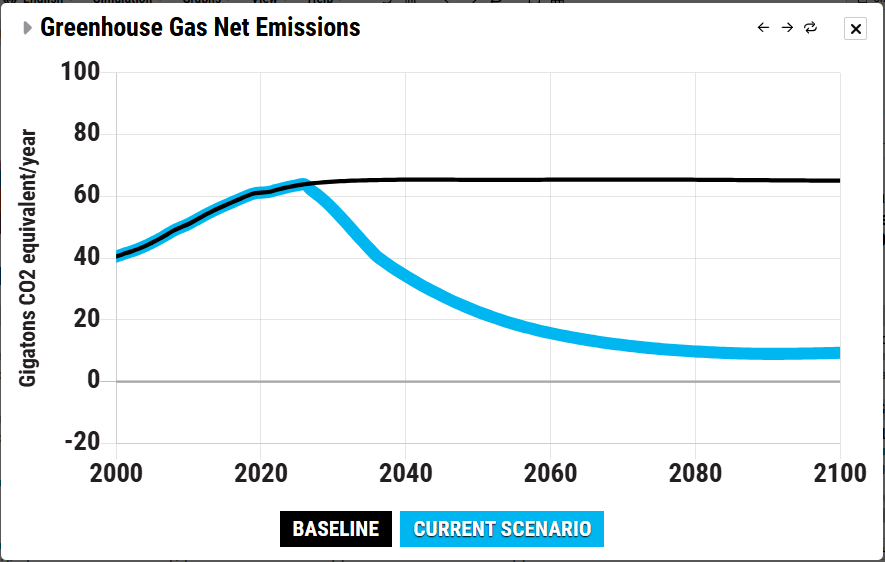 Greenhouse Gas Net Emissions
Gigatons CO2 equivalent/year
100
80
60
40
20
0
-20
2000 2020 2040 2060 2080 2100
BASELINE CURRENT SCENARIO